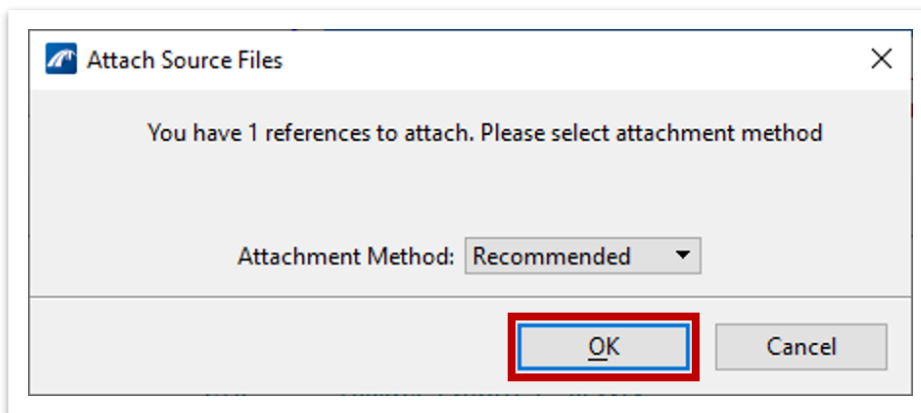 Attach Source Files
You have 1 references to attach. Please select attachment method
Attachment Method: Recommended
OK Cancel